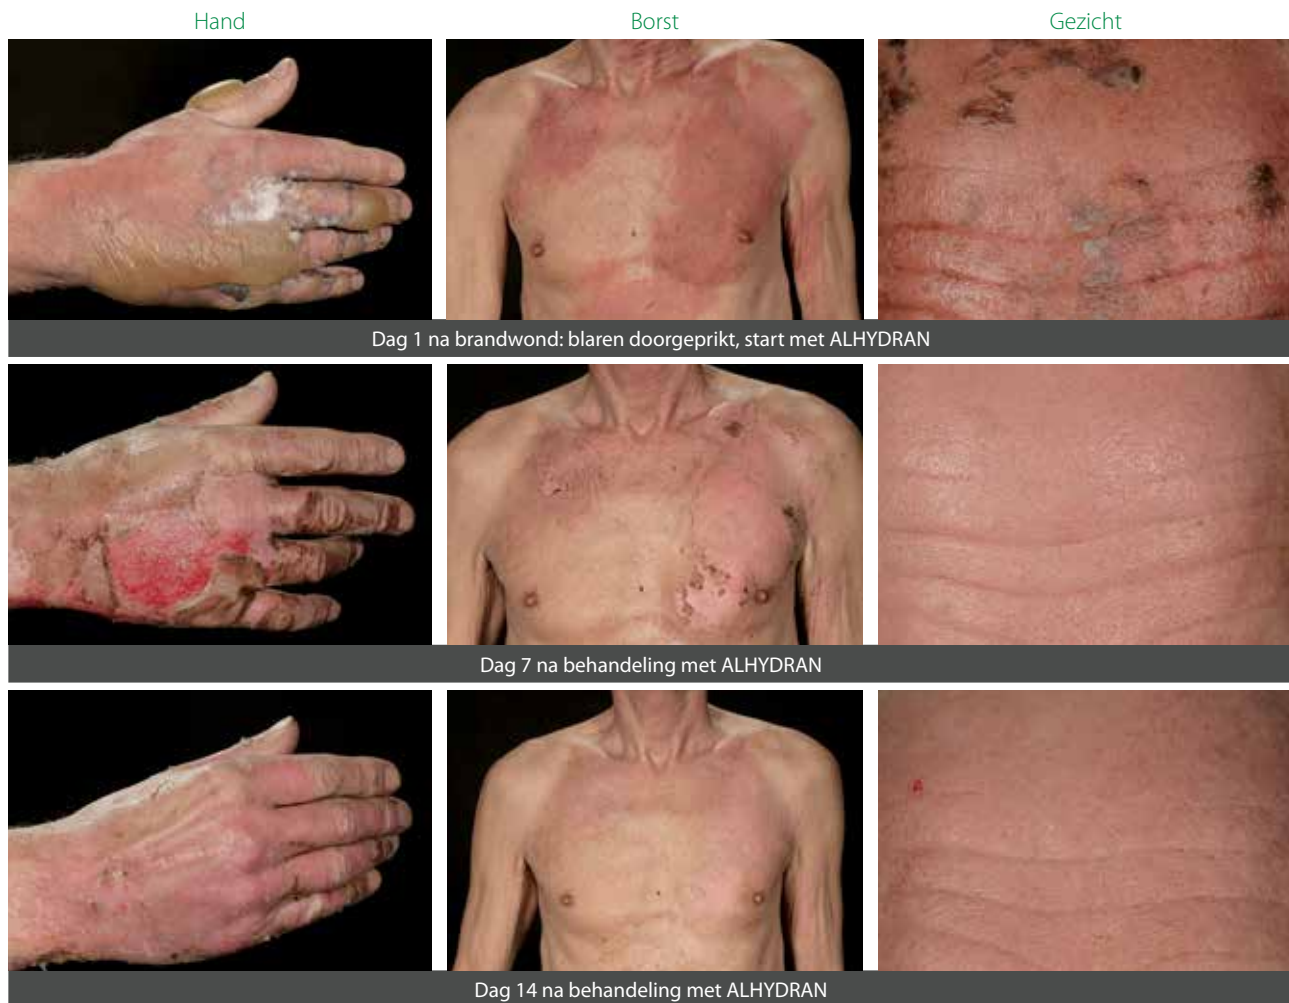 Hand
Borst
Gezicht
Dag 1 na brandwond: blaren doorgeprikt, start met ALHYDRAN
Dag 7 na behandeling met ALHYDRAN
Dag 14 na behandeling met ALHYDRAN